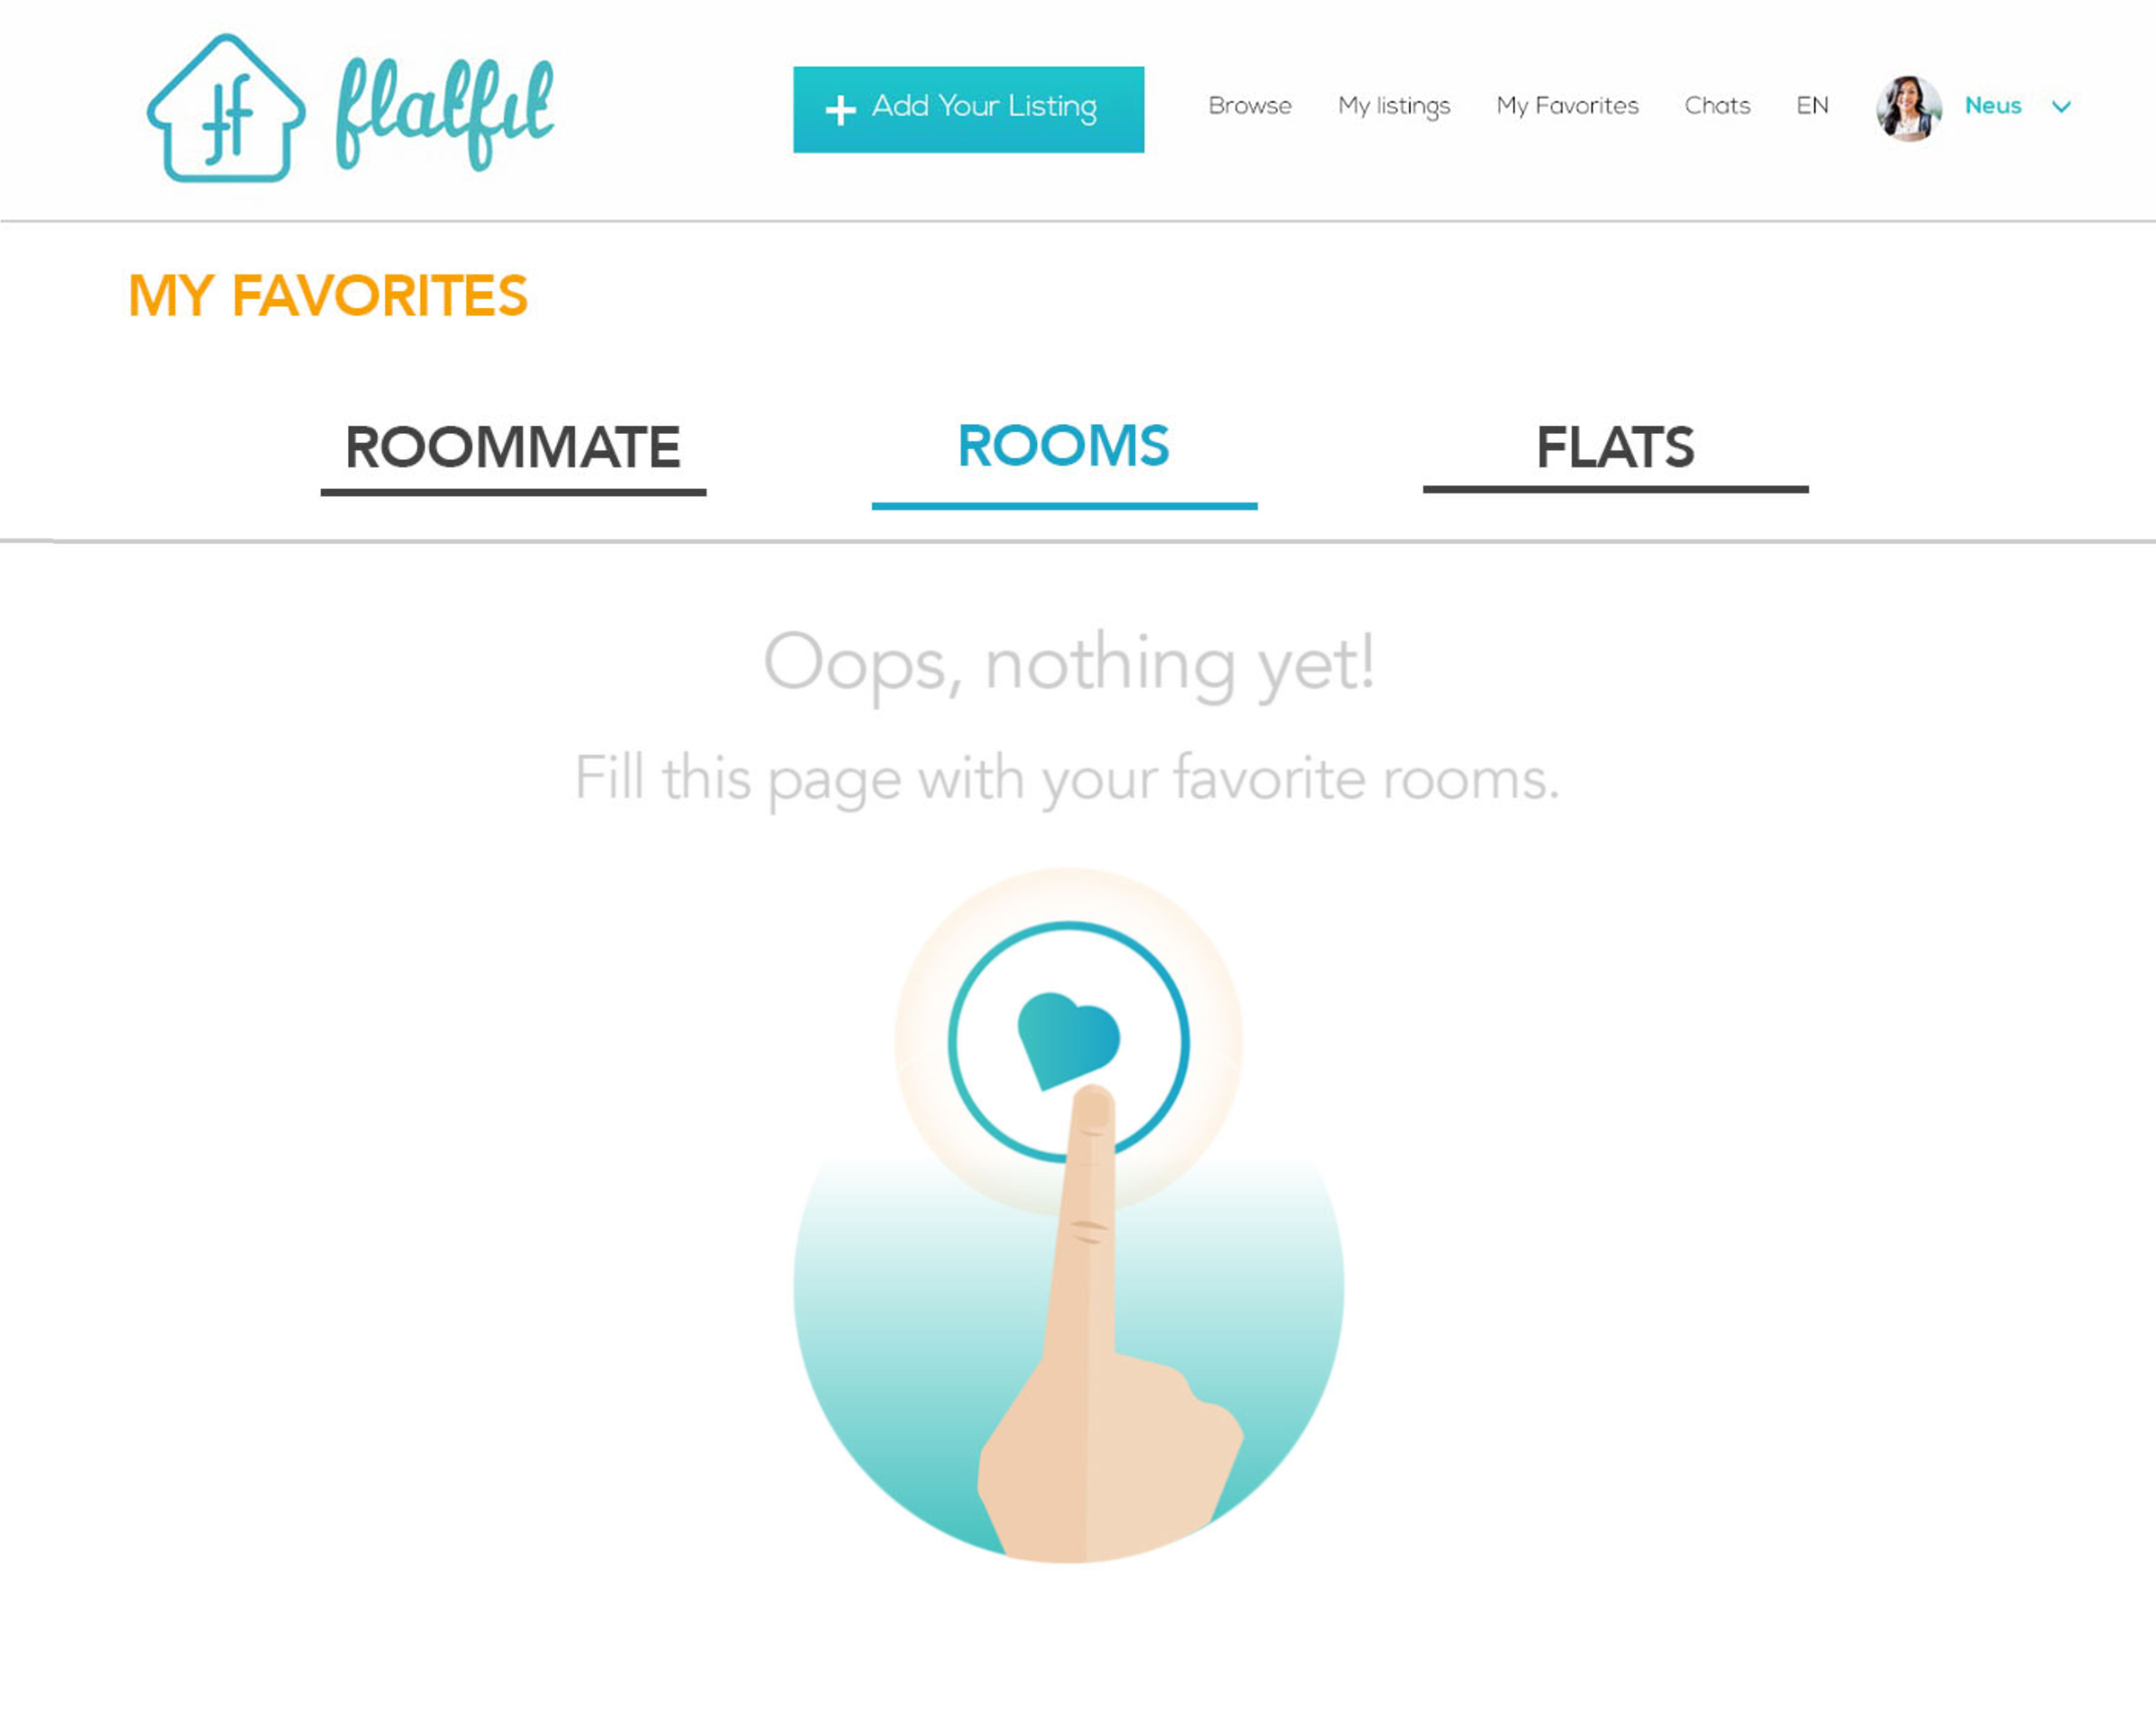 flatfit
+ Add Your Listing
Browse
My listings
My Favorites
Chats
EN
Neus
MY FAVORITES
ROOMMATE
ROOMS
FLATS
Oops, nothing yet!
Fill this page with your favorite rooms.